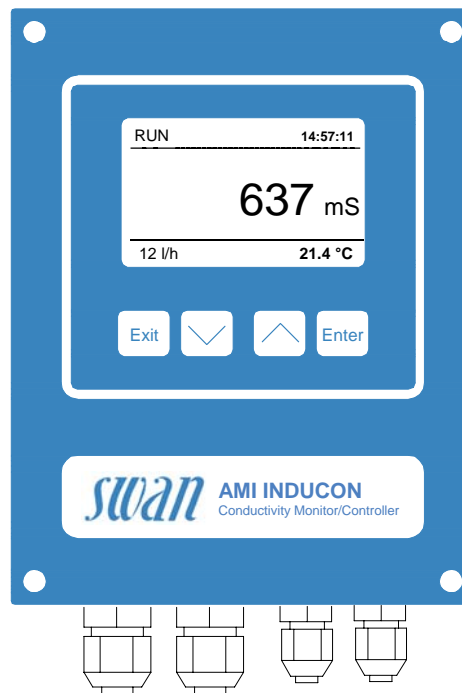 RUN 14:57:11
637 mS
12 l/h 21.4 °C
Exit Enter
swan AMI INDUCON
Conductivity Monitor/Controller